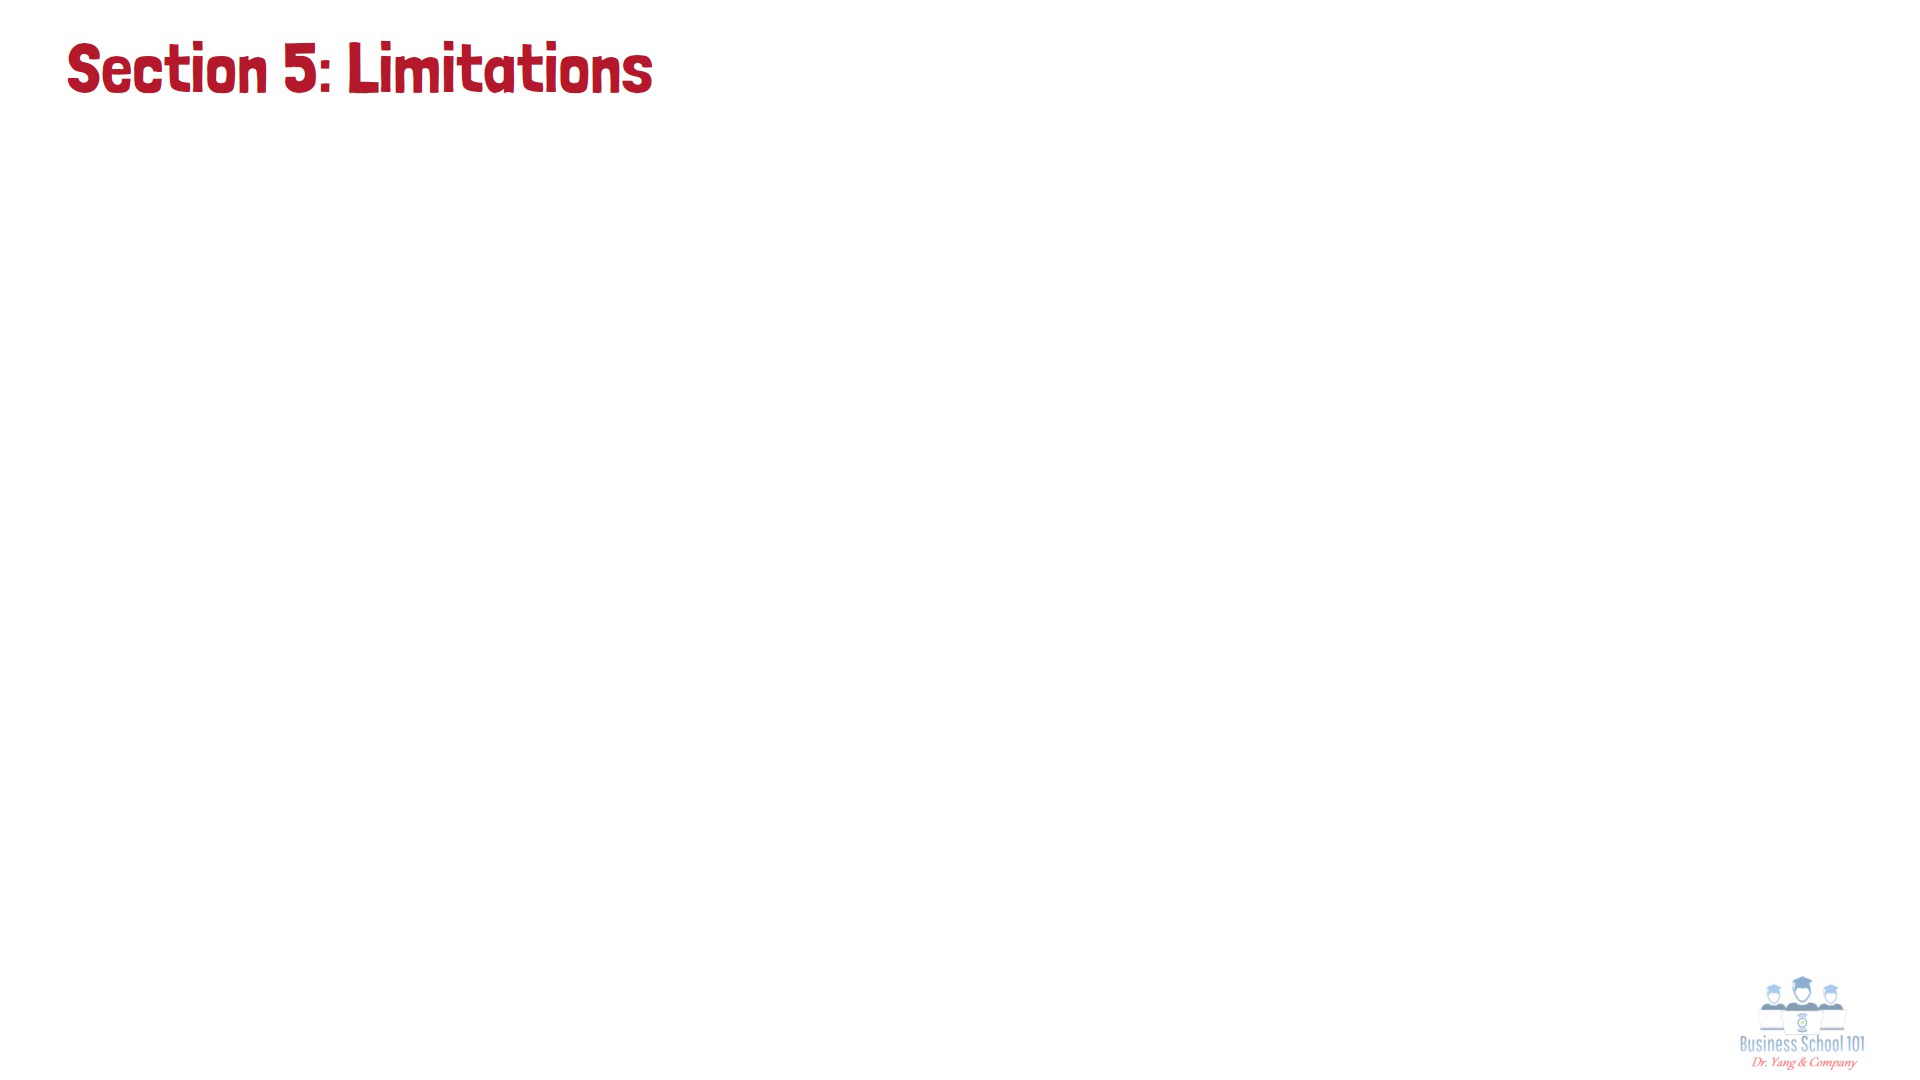 Section 5: Limitations
Business School 101
Dr. Yang & Company